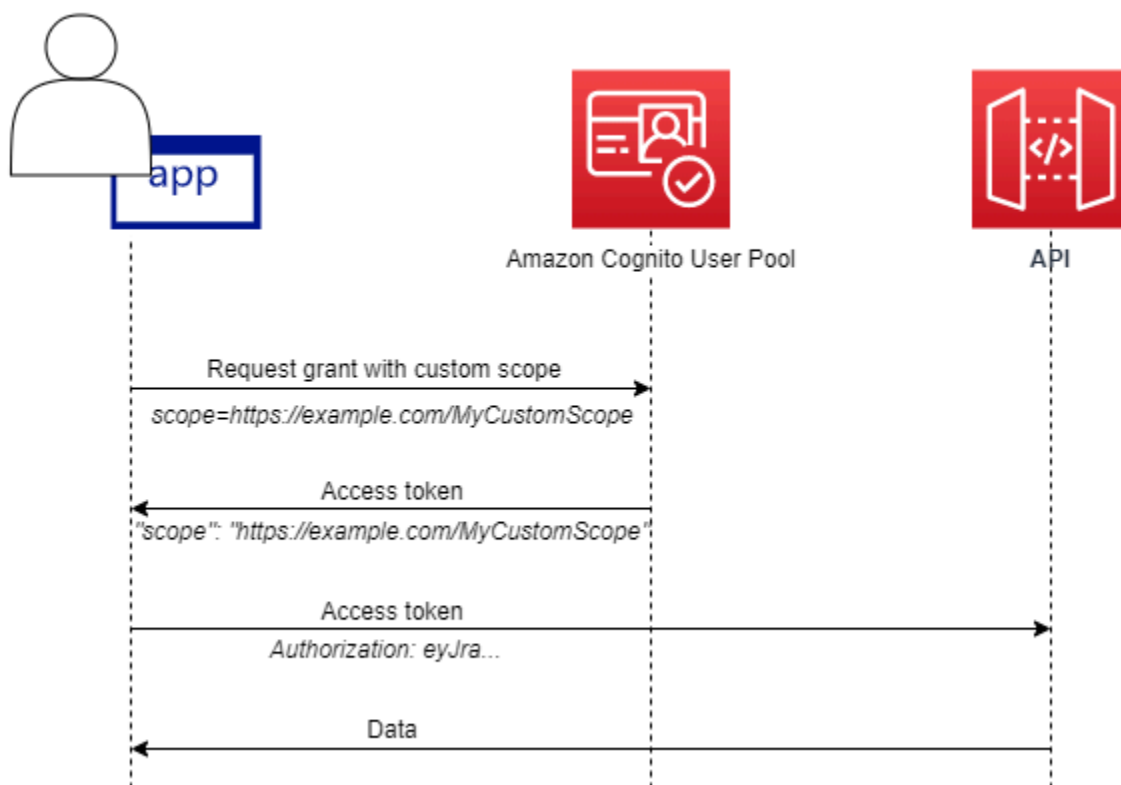 app
Amazon Cognito User Pool
API
Request grant with custom scope
scope=https://example.com/MyCustomScope
Access token
"scope": "https://example.com/MyCustomScope"
Access token
Authorization: eyJra...
Data